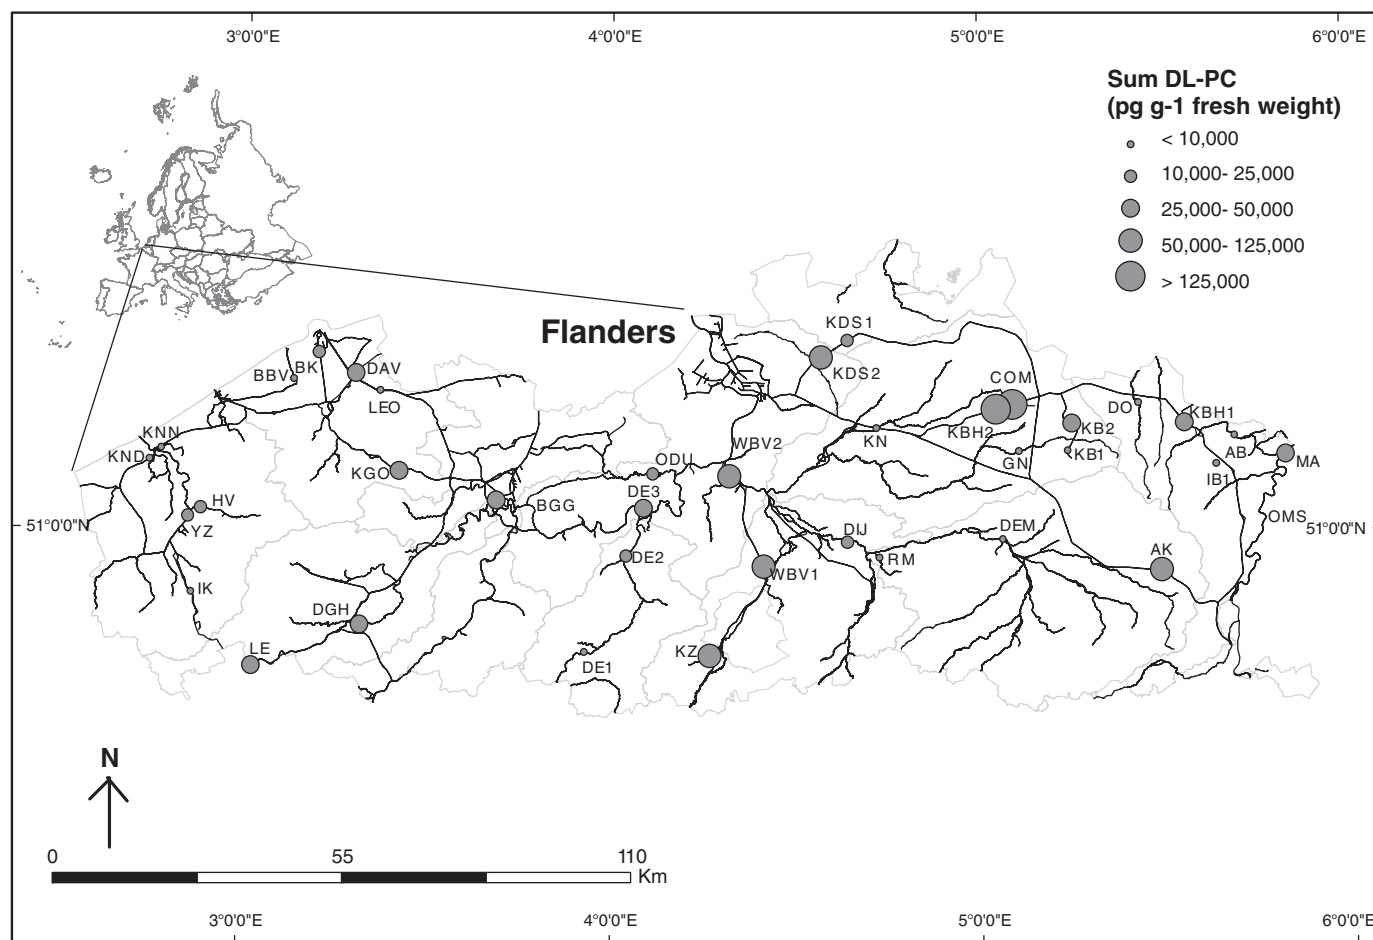 3°0'0"E
4°0'0"E
5°0'0"E
6°0'0"E
Sum DL-PC
(pg g-1 fresh weight)
< 10,000
10,000- 25,000
25,000- 50,000
50,000- 125,000
> 125,000
Flanders
KDS1
KDS2
BBV
BK
DAV
LEO
COM
DO
KBH1
KBH2
KB2
KB1
KN
GN
AB
MA
IB1
OMS
KNN
KND
KGO
ODU
WBV2
HV
YZ
BGG
DE3
51°0'0"N
51°0'0"N
DIJ
DEM
RM
AK
DE2
WBV1
IK
DGH
LE
DE1
KZ
N
0
55
110
Km
3°0'0"E
4°0'0"E
5°0'0"E
6°0'0"E